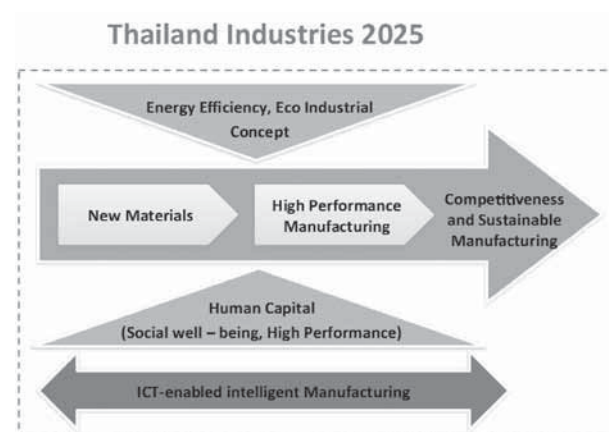 Thailand Industries 2025
Energy Efficiency, Eco Industrial
Concept
New Materials
High Performance
Manufacturing
Competitiveness
and Sustainable
Manufacturing
Human Capital
(Social well – being, High Performance)
ICT-enabled intelligent Manufacturing